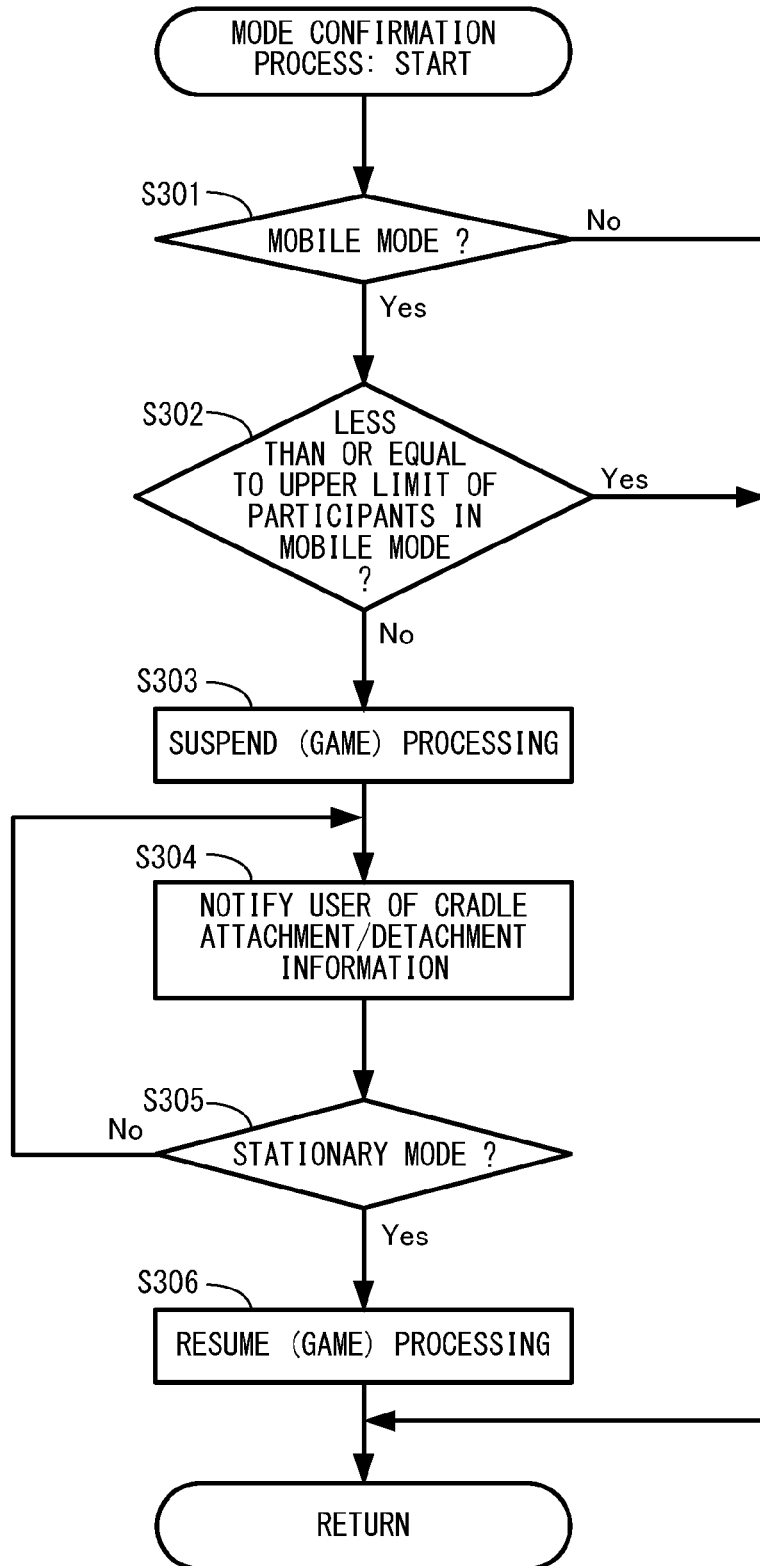 MODE CONFIRMATION
PROCESS: START
S301
MOBILE MODE ?
No
Yes
S302
LESS
THAN OR EQUAL
TO UPPER LIMIT OF
PARTICIPANTS IN
MOBILE MODE
?
Yes
No
S303
SUSPEND (GAME) PROCESSING
S304
NOTIFY USER OF CRADLE
ATTACHMENT/DETACHMENT
INFORMATION
S305
No
STATIONARY MODE ?
Yes
S306
RESUME (GAME) PROCESSING
RETURN